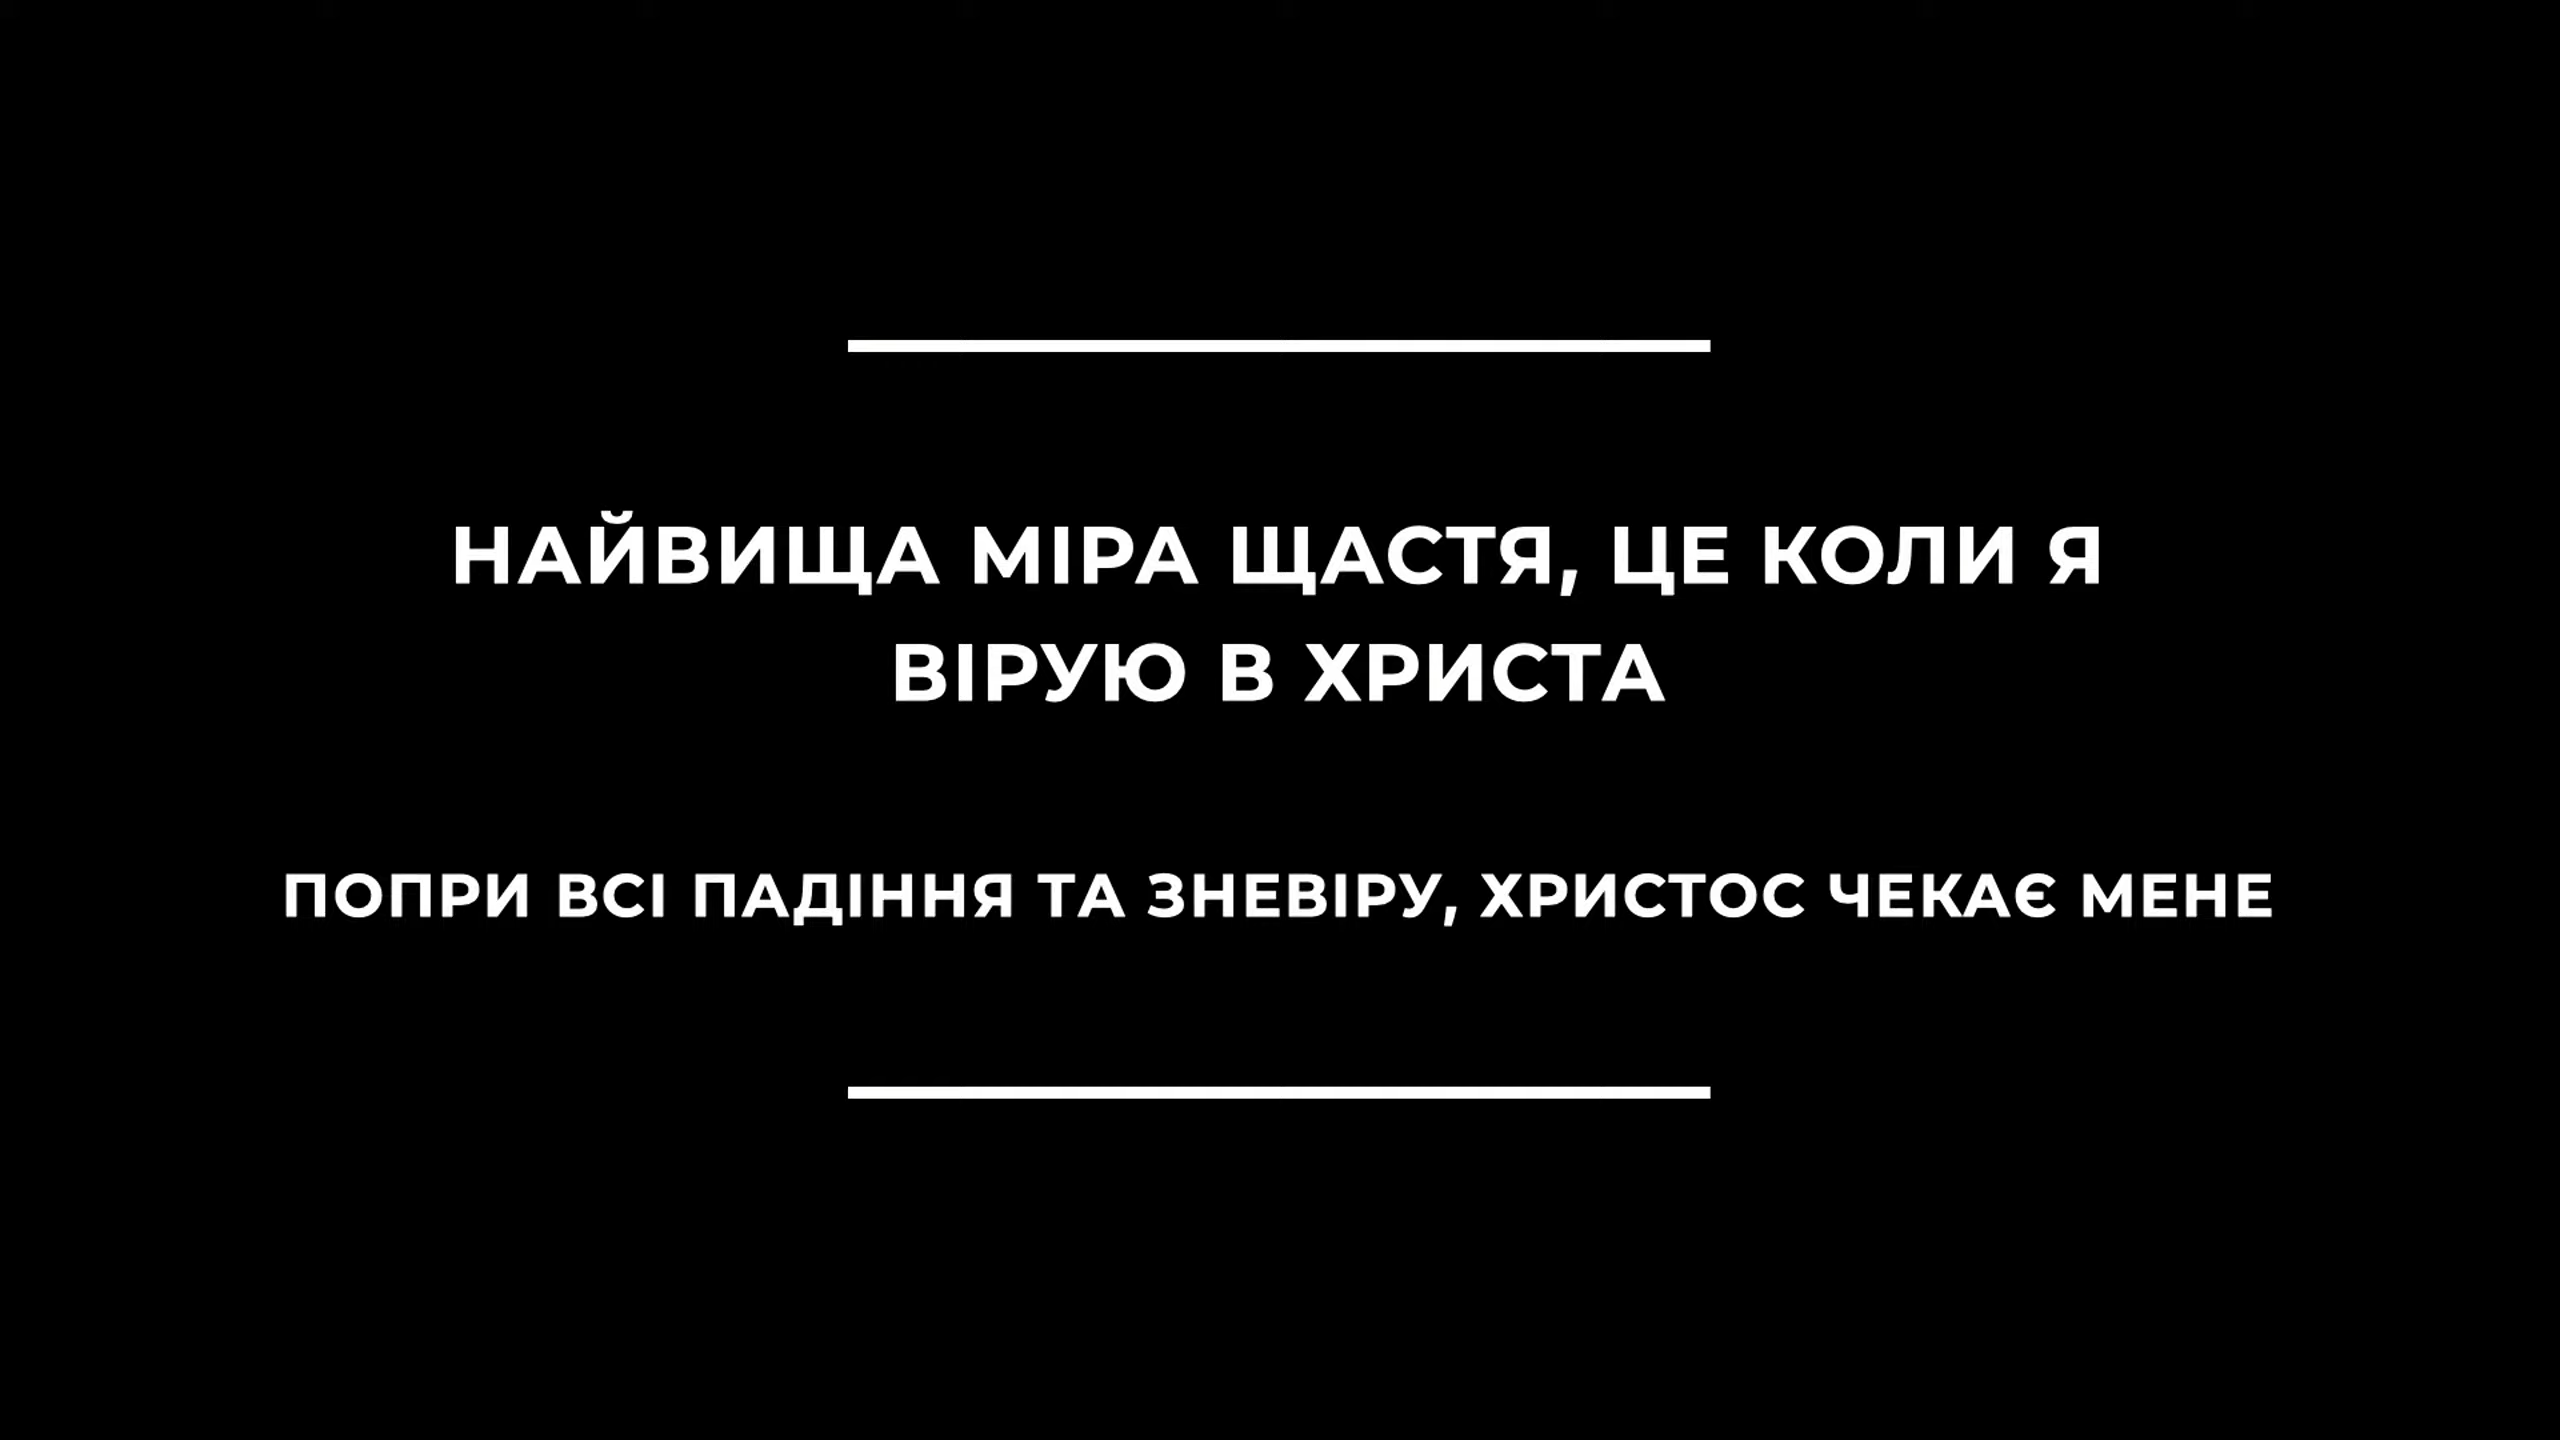 НАЙВИЩА МІРА ЩАСТЯ, ЦЕ КОЛИ Я
ВІРУЮ В ХРИСТА
ПОПРИ ВСІ ПАДІННЯ ТА ЗНЕВІРУ, ХРИСТОС ЧЕКАЄ МЕНЕ